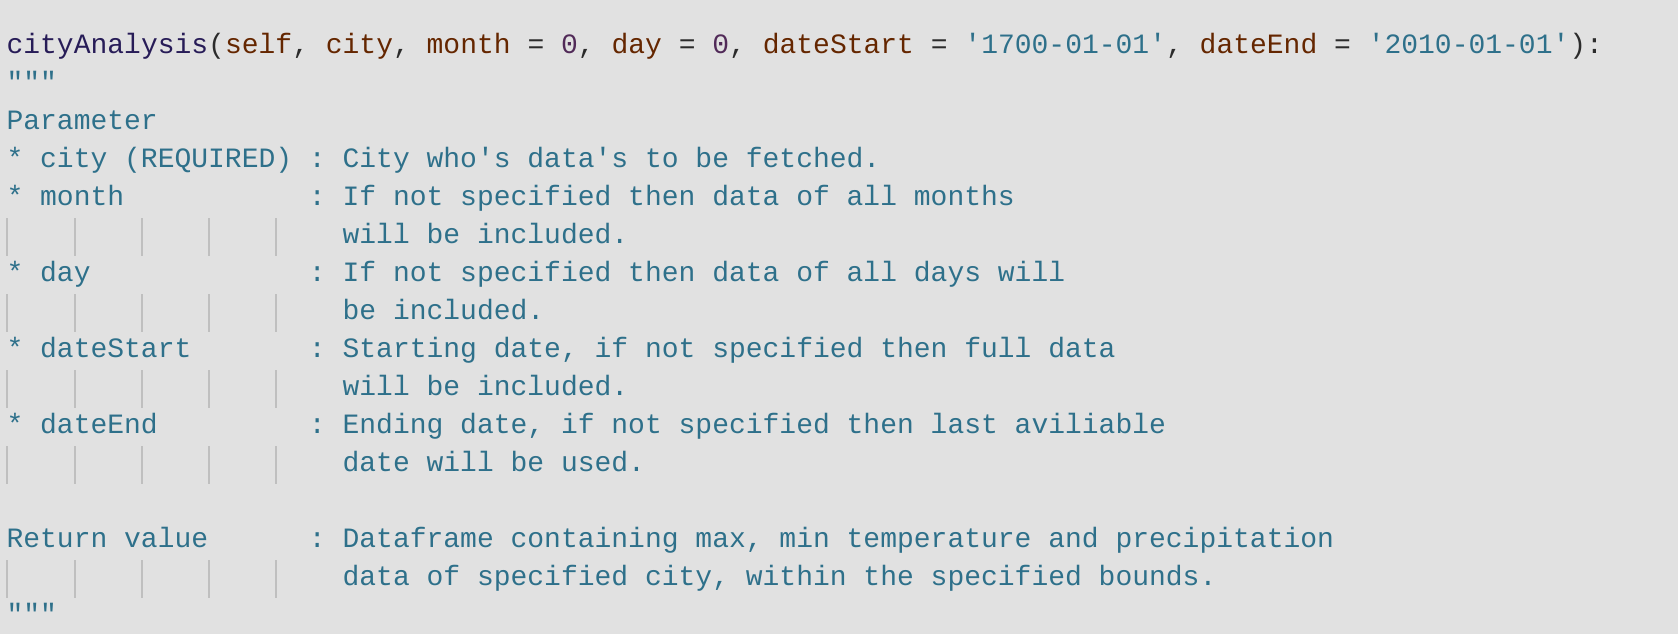 cityAnalysis(self, city, month = 0, day = 0, dateStart = '1700-01-01', dateEnd = '2010-01-01'):
"""
Parameter
* city (REQUIRED) : City who's data's to be fetched.
* month           : If not specified then data of all months
                    will be included.
* day             : If not specified then data of all days will
                    be included.
* dateStart       : Starting date, if not specified then full data
                    will be included.
* dateEnd         : Ending date, if not specified then last aviliable
                    date will be used.

Return value      : Dataframe containing max, min temperature and precipitation
                    data of specified city, within the specified bounds.
"""